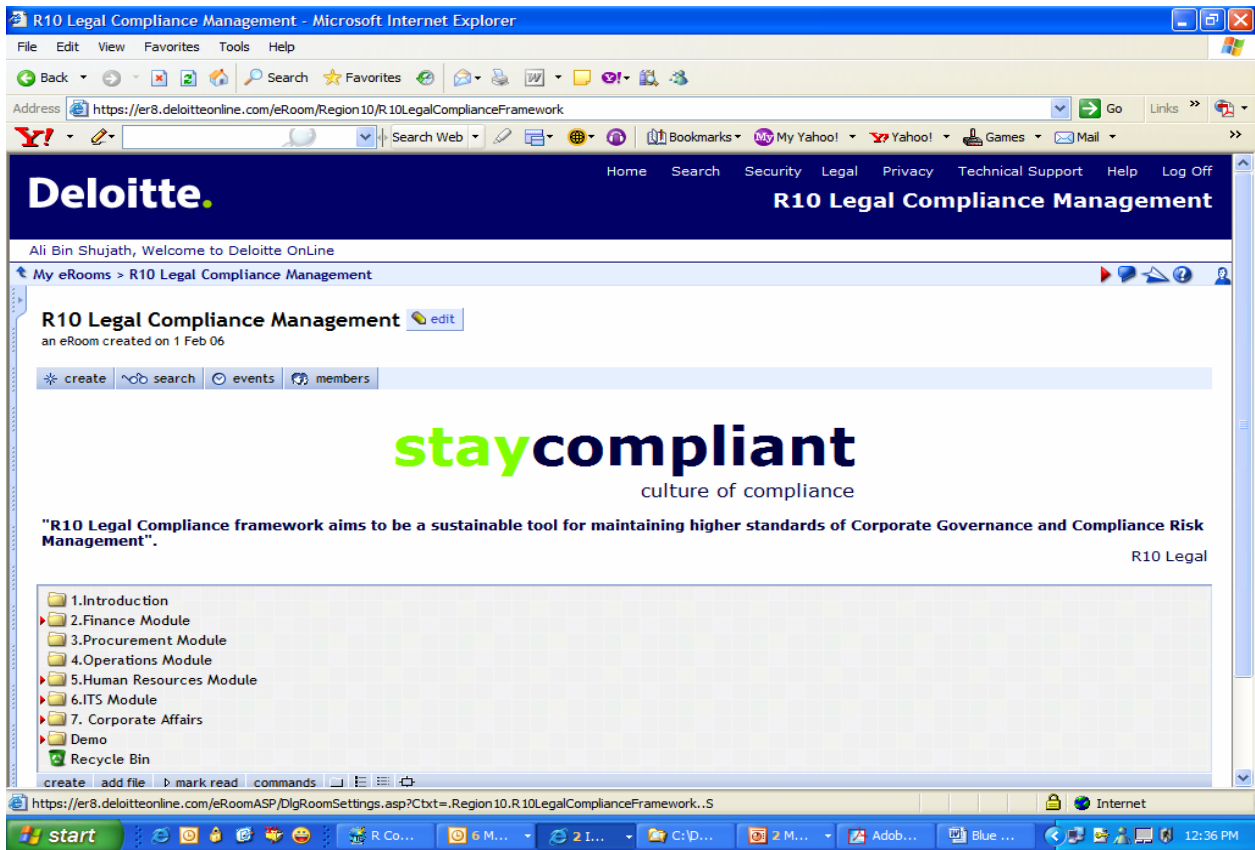 R10 Legal Compliance Management - Microsoft Internet Explorer
File Edit View Favorites Tools Help
Back Search Favorites
Address https://er8.deloitteonline.com/eRoom/Region10/R10LegalComplianceFramework Go Links »
Y! Search Web Bookmarks My Yahoo! Yahoo! Games Mail »
Home Search Security Legal Privacy Technical Support Help Log Off
Deloitte.
R10 Legal Compliance Management
Ali Bin Shujath, Welcome to Deloitte OnLine
My eRooms > R10 Legal Compliance Management
R10 Legal Compliance Management edit
an eRoom created on 1 Feb 06
create search events members
staycompliant
culture of compliance
"R10 Legal Compliance framework aims to be a sustainable tool for maintaining higher standards of Corporate Governance and Compliance Risk
Management".
R10 Legal
1.Introduction
2.Finance Module
3.Procurement Module
4.Operations Module
5.Human Resources Module
6.ITS Module
7. Corporate Affairs
Demo
Recycle Bin
create add file mark read commands
https://er8.deloitteonline.com/eRoomASP/DlgRoomSettings.asp?Ctxt=.Region10.R10LegalComplianceFramework..S Internet
start R Co... 6 M... 2 I... C:\D... 2 M... Adob... Blue ... 12:36 PM